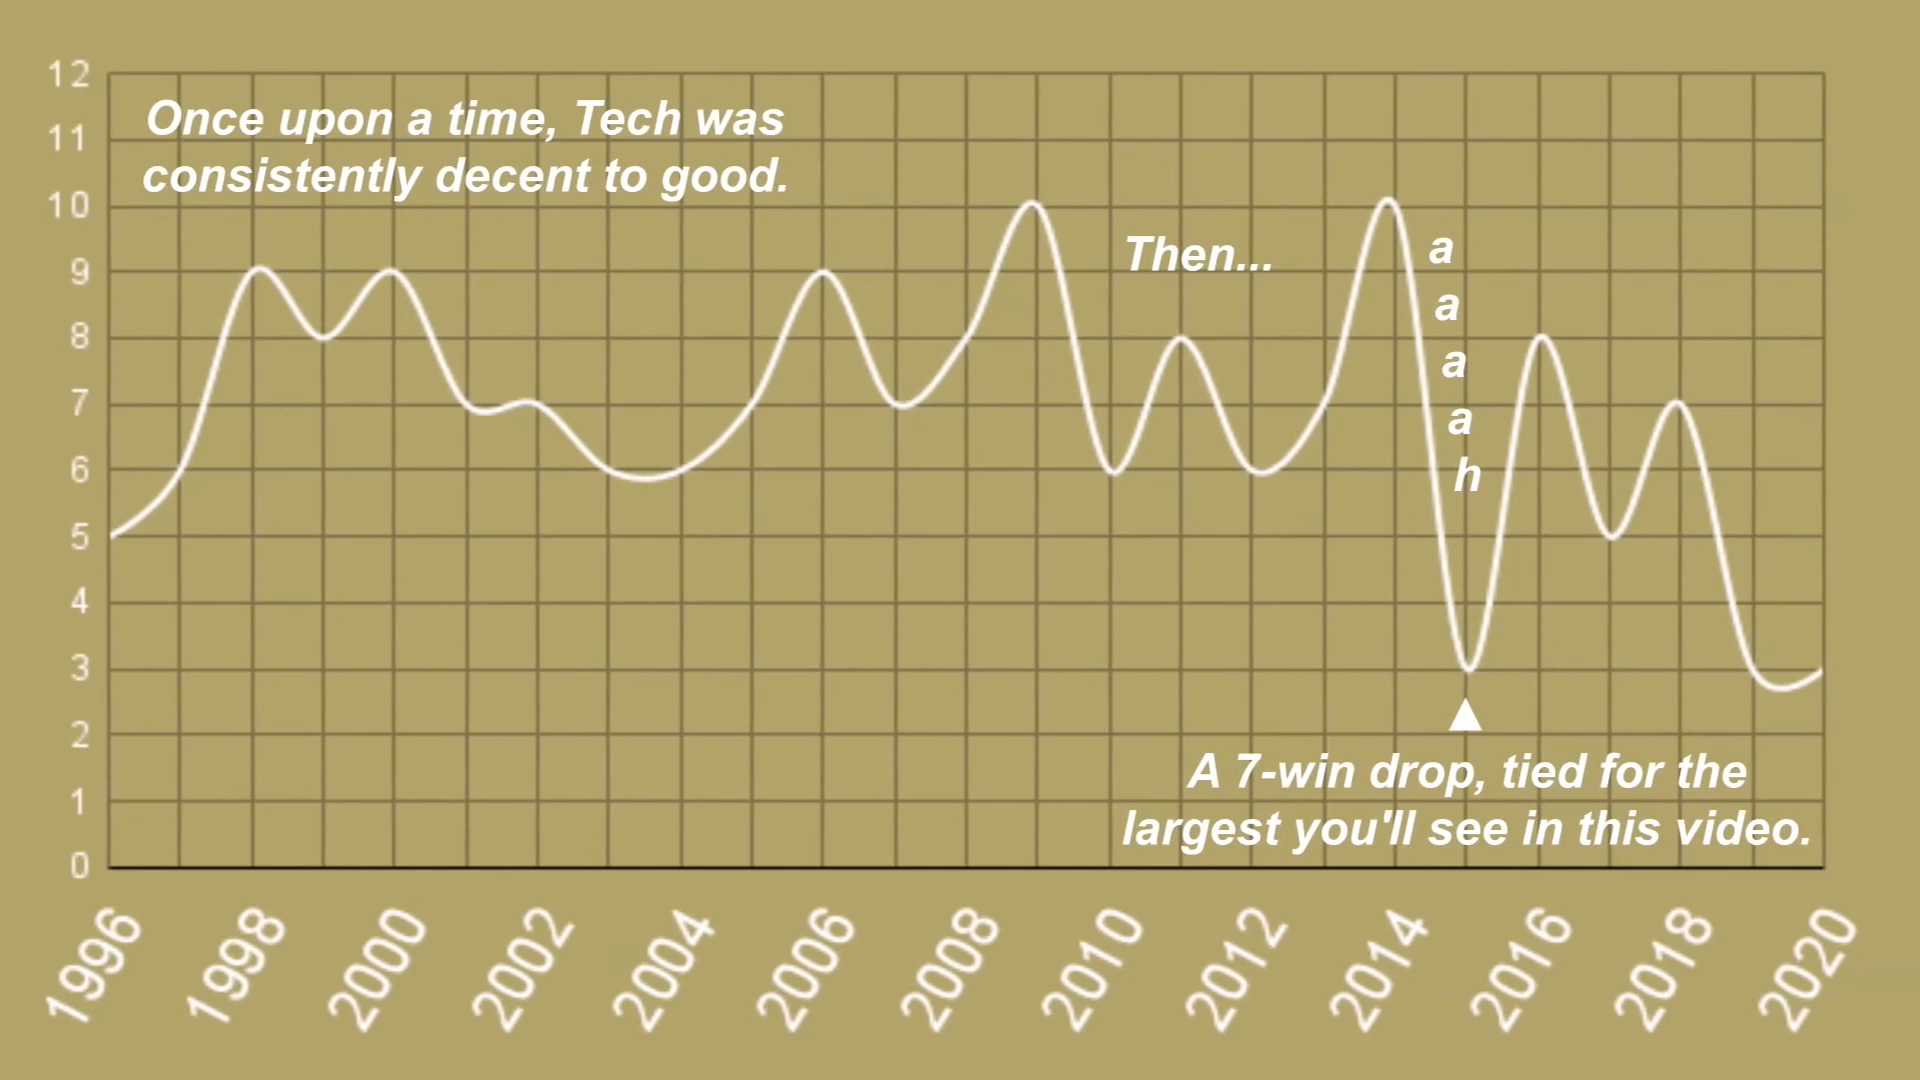 12
11
10
9
8
7
6
5
4
3
2
1
0
Once upon a time, Tech was
consistently decent to good.
Then...
a
a
a
a
h
A 7-win drop, tied for the
largest you'll see in this video.
1996 1998 2000 2002 2004 2006 2008 2010 2012 2014 2016 2018 2020